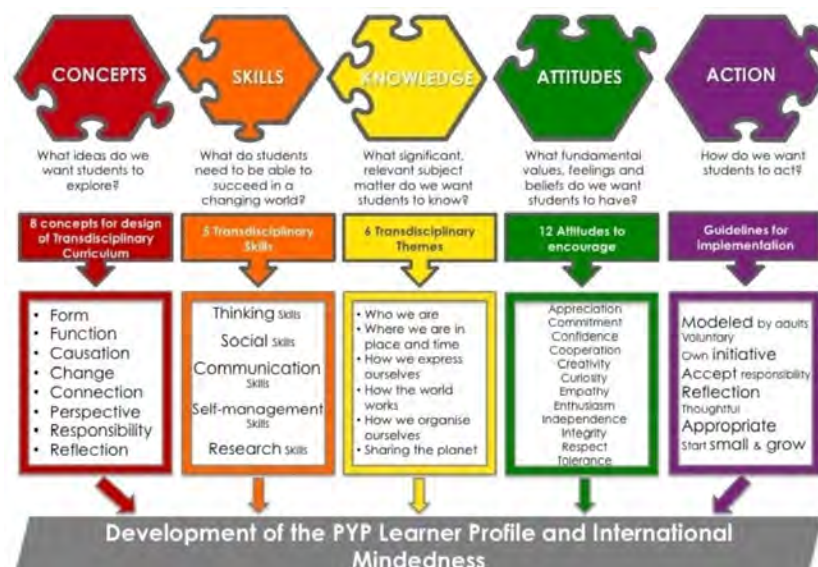 CONCEPTS
SKILLS
KNOWLEDGE
ATTITUDES
ACTION
What ideas do we
want students to
explore?
What do students
need to be able to
succeed in a
changing world?
What significant,
relevant subject
matter do we want
students to know?
What fundamental
values, feelings and
beliefs do we want
students to have?
How do we want
students to act?
8 concepts for design
of Transdisciplinary
Curriculum
5 Transdisciplinary
Skills
6 Transdisciplinary
Themes
12 Attitudes to
encourage
Guidelines for
implementation
• Form
• Function
• Causation
• Change
• Connection
• Perspective
• Responsibility
• Reflection
Thinking Skills
Social Skills
Communication
Skills
Self-management
Skills
Research Skills
• Who we are
• Where we are in
place and time
• How we express
ourselves
• How the world
works
• How we organise
ourselves
• Sharing the planet
Appreciation
Commitment
Confidence
Cooperation
Creativity
Curiosity
Empathy
Enthusiasm
Independence
Integrity
Respect
Tolerance
Modeled by adults
Voluntary
Own initiative
Accept responsibility
Reflection
Thoughtful
Appropriate
Start small & grow
Development of the PYP Learner Profile and International
Mindedness